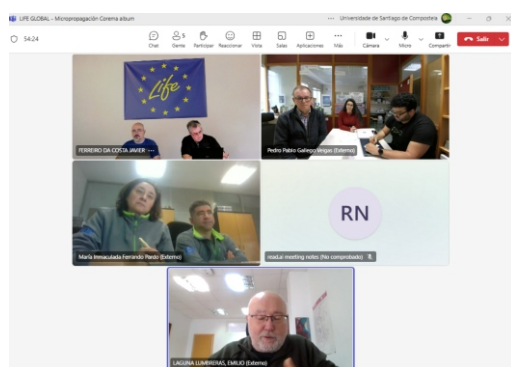 LIFE GLOBAL - Micropropagación Corema album
Universidade de Santiago de Compostela
54:24
Chat
5
Gente
Participar
Reaccionar
Vista
Salas
Aplicaciones
Más
Cámara
Micro
Compartir
Salir
Life
FERREIRO DA COSTA JAVIER
Pedro Pablo Gallego Veigas (Externo)
María Inmaculada Ferrando Pardo (Externo)
RN
read.ai meeting notes (No comprobado)
LAGUNA LUMBRERAS, EMILIO (Externo)